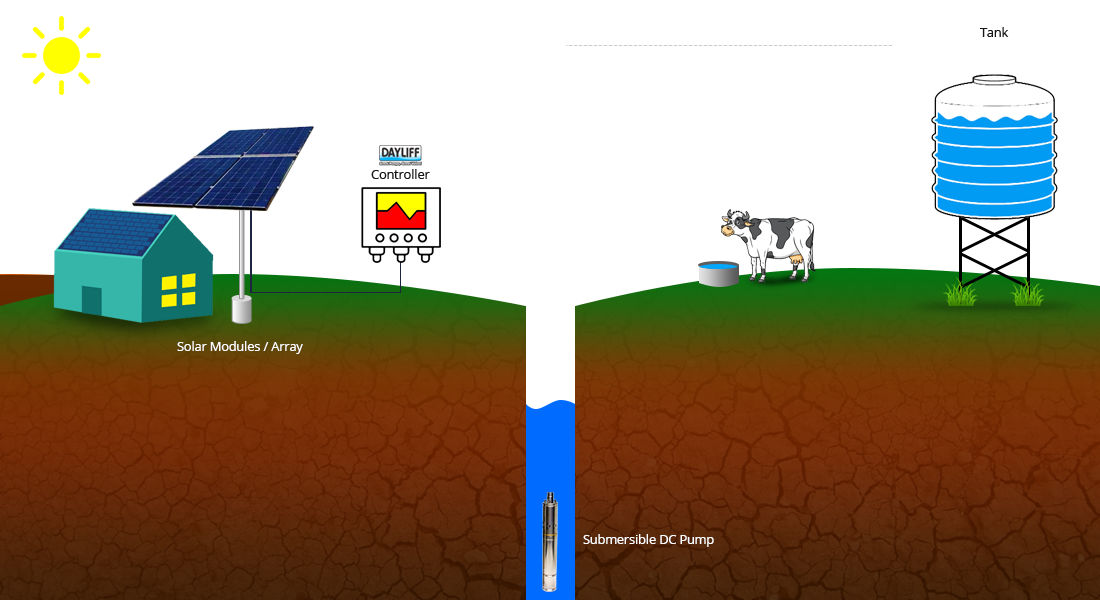 Tank
DAYLIFF
Controller
Solar Modules / Array
Submersible DC Pump